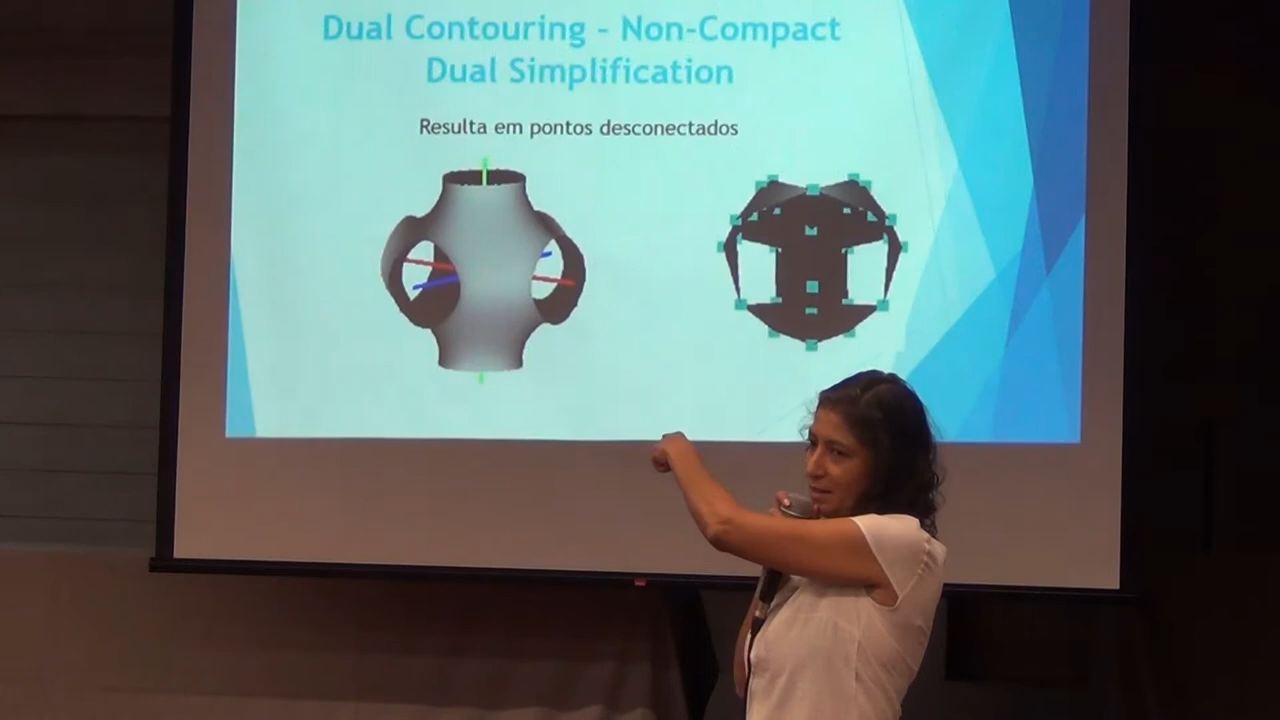 Dual Contouring - Non-Compact
Dual Simplification
Resulta em pontos desconectados